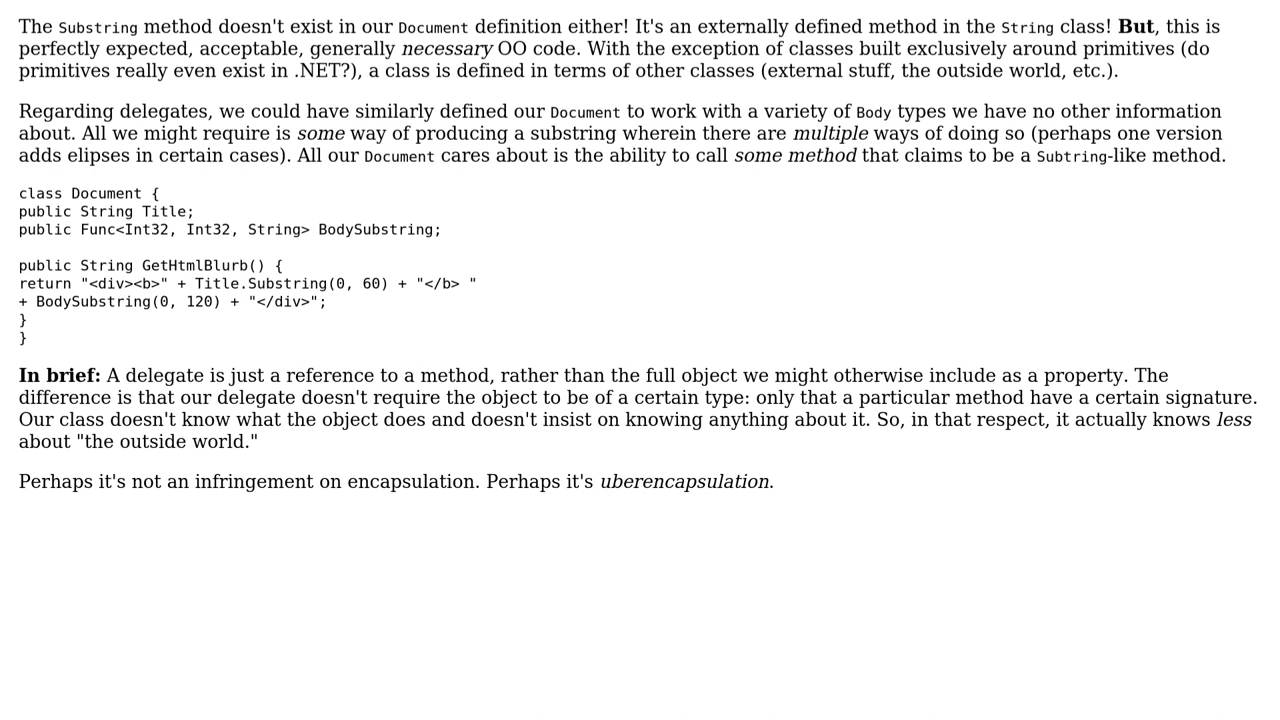 The Substring method doesn't exist in our Document definition either! It's an externally defined method in the String class! But, this is
perfectly expected, acceptable, generally necessary OO code. With the exception of classes built exclusively around primitives (do
primitives really even exist in .NET?), a class is defined in terms of other classes (external stuff, the outside world, etc.).
Regarding delegates, we could have similarly defined our Document to work with a variety of Body types we have no other information
about. All we might require is some way of producing a substring wherein there are multiple ways of doing so (perhaps one version
adds elipses in certain cases). All our Document cares about is the ability to call some method that claims to be a Subtring-like method.
class Document {
public String Title;
public Func<Int32, Int32, String> BodySubstring;
public String GetHtmlBlurb() {
return "<div><b>" + Title.Substring(0, 60) + "</b> "
+ BodySubstring(0, 120) + "</div>";
}
}
In brief: A delegate is just a reference to a method, rather than the full object we might otherwise include as a property. The
difference is that our delegate doesn't require the object to be of a certain type: only that a particular method have a certain signature.
Our class doesn't know what the object does and doesn't insist on knowing anything about it. So, in that respect, it actually knows less
about "the outside world."
Perhaps it's not an infringement on encapsulation. Perhaps it's uberencapsulation.